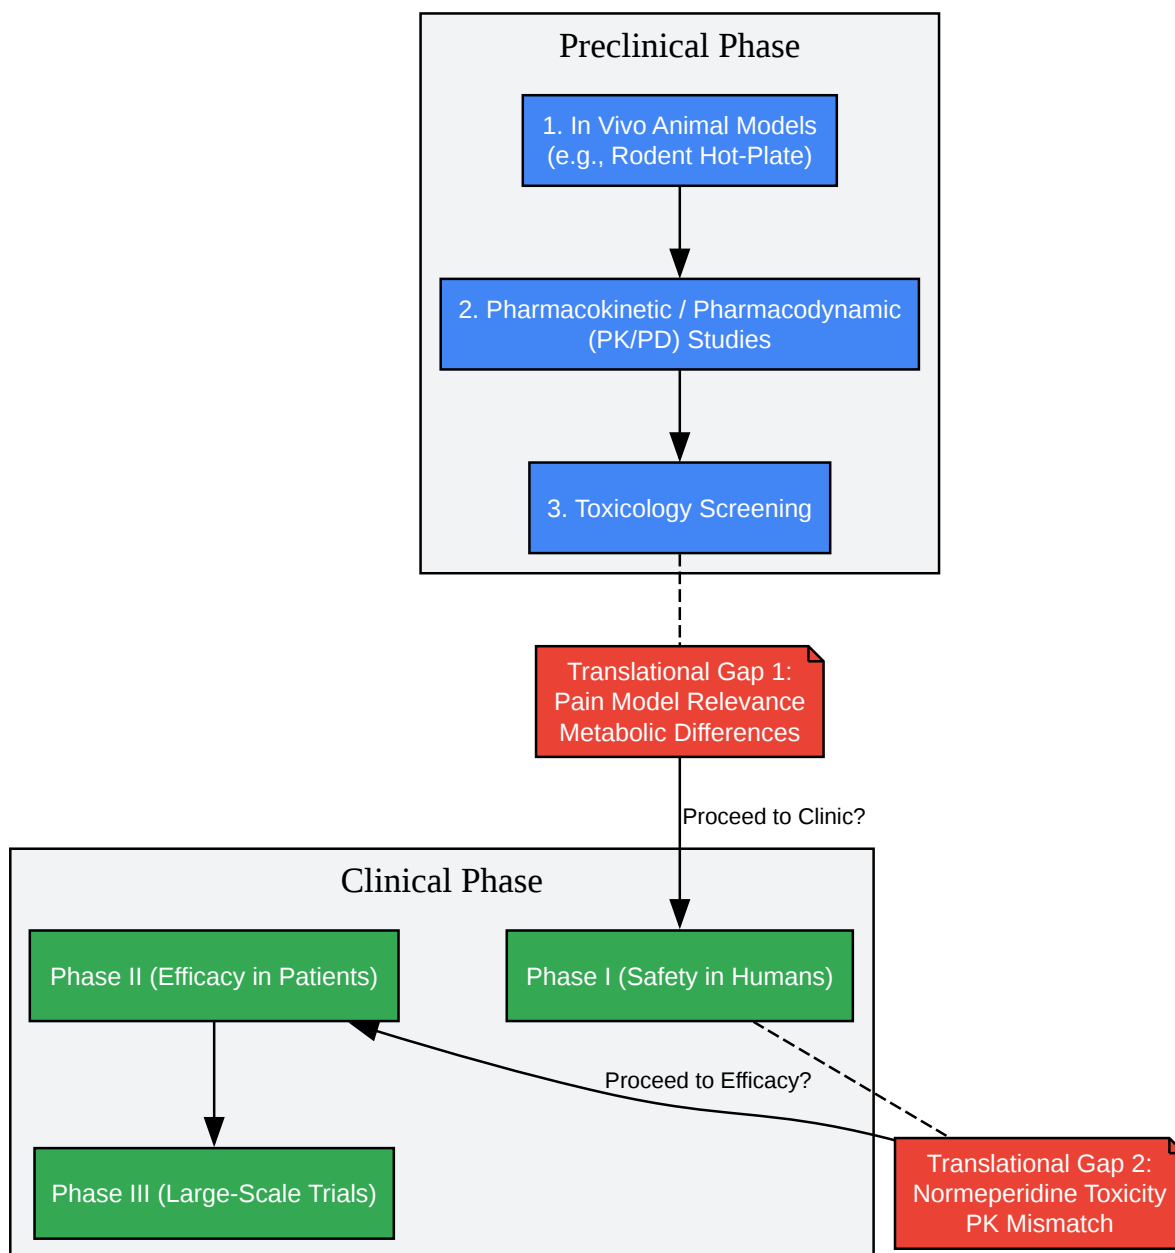 Preclinical Phase
1. In Vivo Animal Models
(e.g., Rodent Hot-Plate)
2. Pharmacokinetic / Pharmacodynamic
(PK/PD) Studies
3. Toxicology Screening
Translational Gap 1:
Pain Model Relevance
Metabolic Differences
Proceed to Clinic?
Clinical Phase
Phase II (Efficacy in Patients)
Phase I (Safety in Humans)
Proceed to Efficacy?
Phase III (Large-Scale Trials)
Translational Gap 2:
Normeperidine Toxicity
PK Mismatch